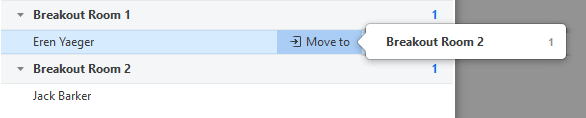 Breakout Room 1 1
Eren Yaeger Move to Breakout Room 2 1
Breakout Room 2 1
Jack Barker